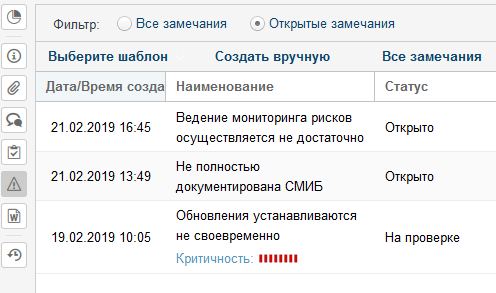 Фильтр: Все замечания Открытые замечания
Выберите шаблон Создать вручную Все замечания
Дата/Время созда Наименование Статус
21.02.2019 16:45 Ведение мониторинга рисков осуществляется не достаточно Открыто
21.02.2019 13:49 Не полностью документирована СМИБ Открыто
19.02.2019 10:05 Обновления устанавливаются не своевременно На проверке
Критичность: